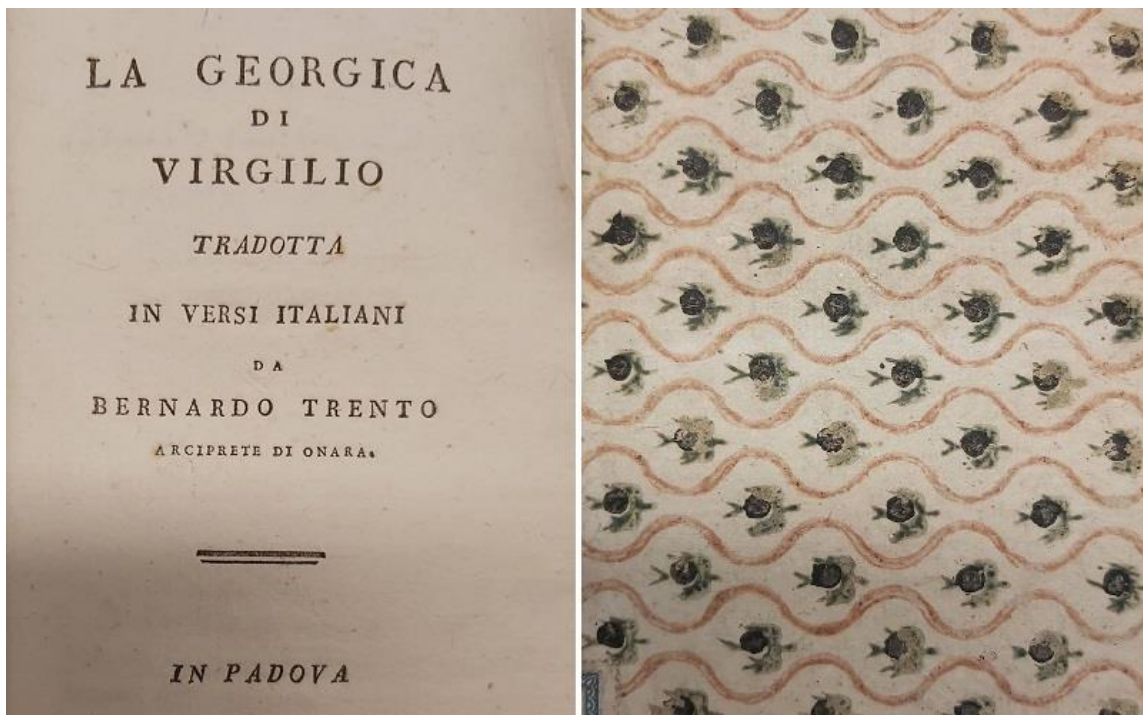 LA GEORGICA
DI
VIRGILIO
TRADOTTA
IN VERSI ITALIANI
DA
BERNARDO TRENTO
ARCIPRETE DI ONARA.
IN PADOVA